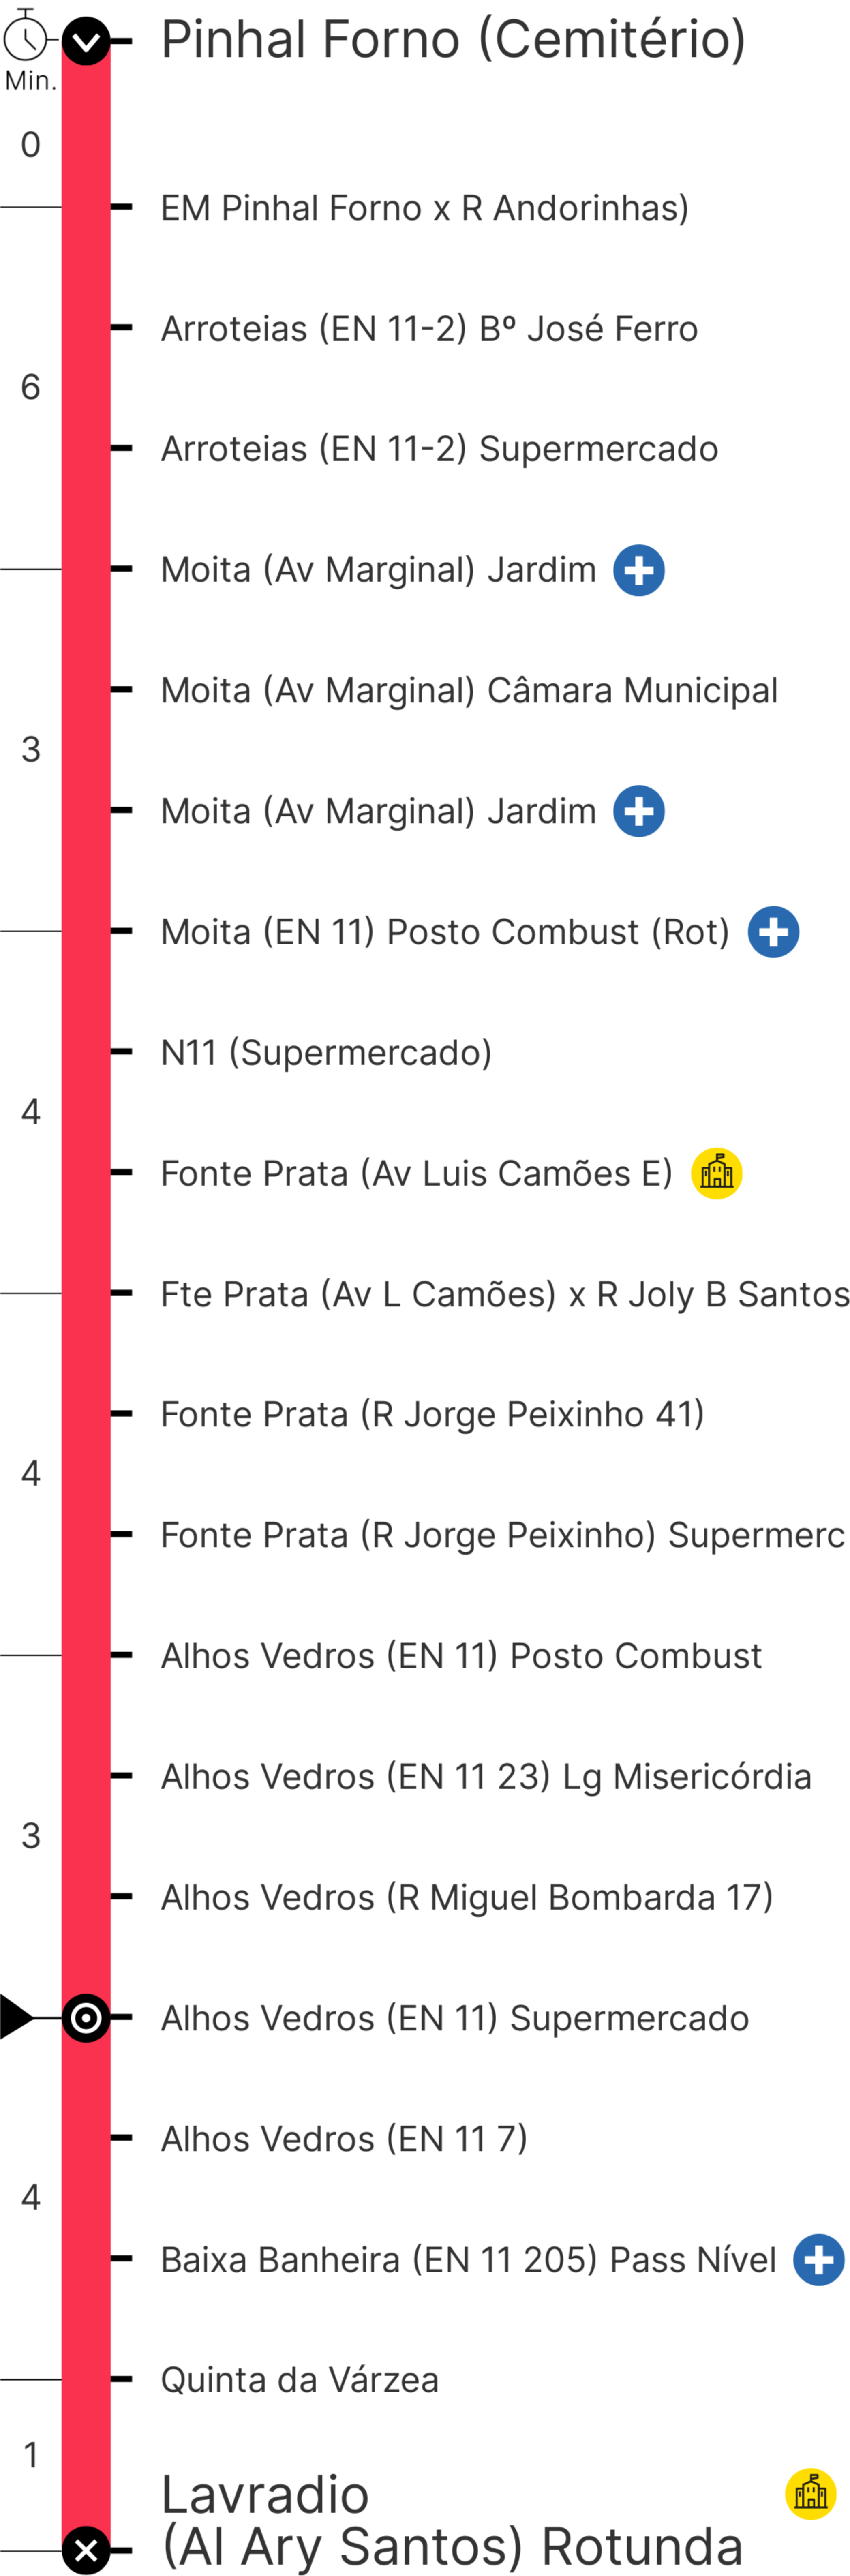 Pinhal Forno (Cemitério)
Min.
0
EM Pinhal Forno x R Andorinhas)
Arroteias (EN 11-2) Bº José Ferro
6
Arroteias (EN 11-2) Supermercado
Moita (Av Marginal) Jardim
Moita (Av Marginal) Câmara Municipal
3
Moita (Av Marginal) Jardim
Moita (EN 11) Posto Combust (Rot)
N11 (Supermercado)
4
Fonte Prata (Av Luis Camões E)
Fte Prata (Av L Camões) x R Joly B Santos
Fonte Prata (R Jorge Peixinho 41)
4
Fonte Prata (R Jorge Peixinho) Supermerc
Alhos Vedros (EN 11) Posto Combust
Alhos Vedros (EN 11 23) Lg Misericórdia
3
Alhos Vedros (R Miguel Bombarda 17)
Alhos Vedros (EN 11) Supermercado
Alhos Vedros (EN 11 7)
4
Baixa Banheira (EN 11 205) Pass Nível
Quinta da Várzea
1
Lavradio
(Al Ary Santos) Rotunda